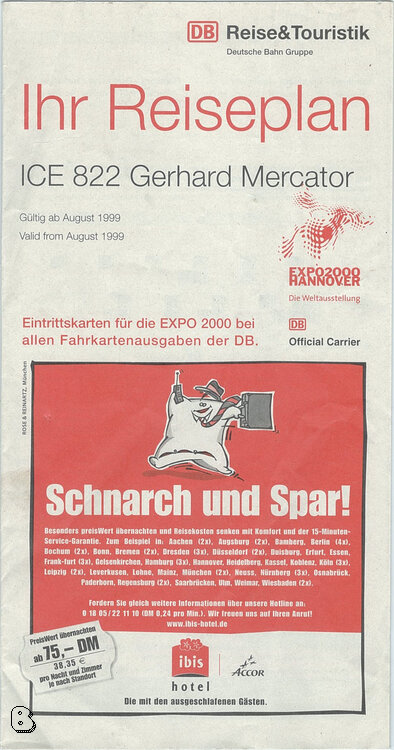 DB Reise&Touristik
Deutsche Bahn Gruppe
Ihr Reiseplan
ICE 822 Gerhard Mercator
Gültig ab August 1999
Valid from August 1999
EXPO2000
HANNOVER
Die Weltausstellung
Eintrittskarten für die EXPO 2000 bei
allen Fahrkartenausgaben der DB.
DB
Official Carrier
ROSE & REINARTZ, München
Schnarch und Spar!
Besonders preisWert übernachten und Reisekosten senken mit Komfort und der 15-Minuten-
Service-Garantie. Zum Beispiel in: Aachen (2x), Augsburg (2x), Bamberg, Berlin (4x),
Bochum (2x), Bonn, Bremen (2x), Dresden (3x), Düsseldorf (2x), Duisburg, Erfurt, Essen,
Frank-furt (3x), Gelsenkirchen, Hamburg (3x), Hannover, Heidelberg, Kassel, Koblenz, Köln (3x),
Leipzig (2x), Leverkusen, Lohne, Mainz, München (2x), Neuss, Nürnberg (3x), Osnabrück,
Paderborn, Regensburg (2x), Saarbrücken, Ulm, Weimar, Wiesbaden (2x).
Fordern Sie gleich weitere Informationen über unsere Hotline an:
0 18 05 / 22 11 10 (DM 0,24 pro Min.). Wir freuen uns auf Ihren Anruf!
www.ibis-hotel.de
PreisWert übernachten
ab 75,– DM
38,35 €
pro Nacht und Zimmer
je nach Standort
ibis
hotel
ACCOR
Die mit den ausgeschlafenen Gästen.
B